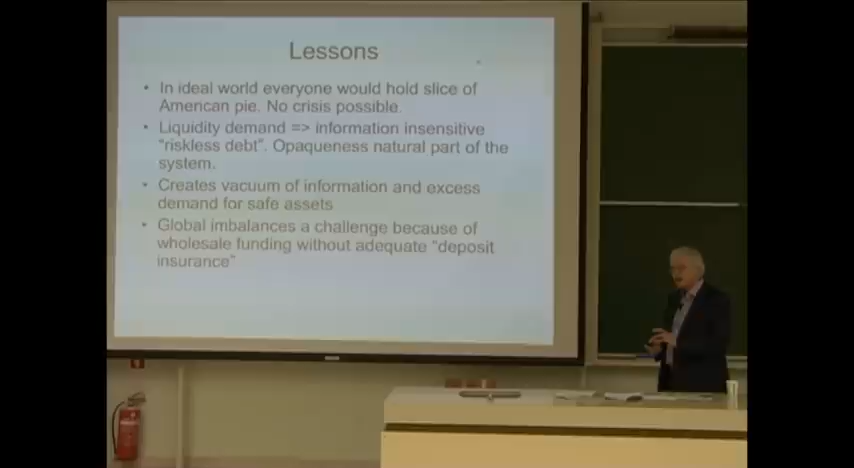 Lessons
• In ideal world everyone would hold slice of
American pie. No crisis possible.
• Liquidity demand => information insensitive
"riskless debt". Opaqueness natural part of the
system.
• Creates vacuum of information and excess
demand for safe assets
• Global imbalances a challenge because of
wholesale funding without adequate "deposit
insurance"